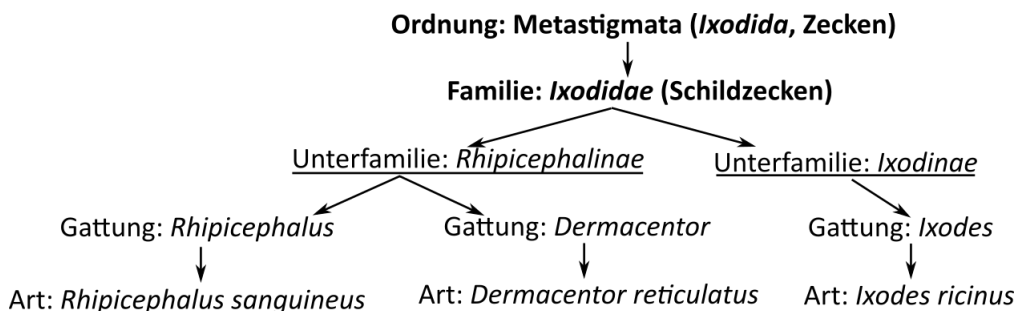 Ordnung: Metastigmata (Ixodida, Zecken)
Familie: Ixodidae (Schildzecken)
Unterfamilie: Rhipicephalinae
Unterfamilie: Ixodinae
Gattung: Rhipicephalus
Gattung: Dermacentor
Gattung: Ixodes
Art: Rhipicephalus sanguineus
Art: Dermacentor reticulatus
Art: Ixodes ricinus